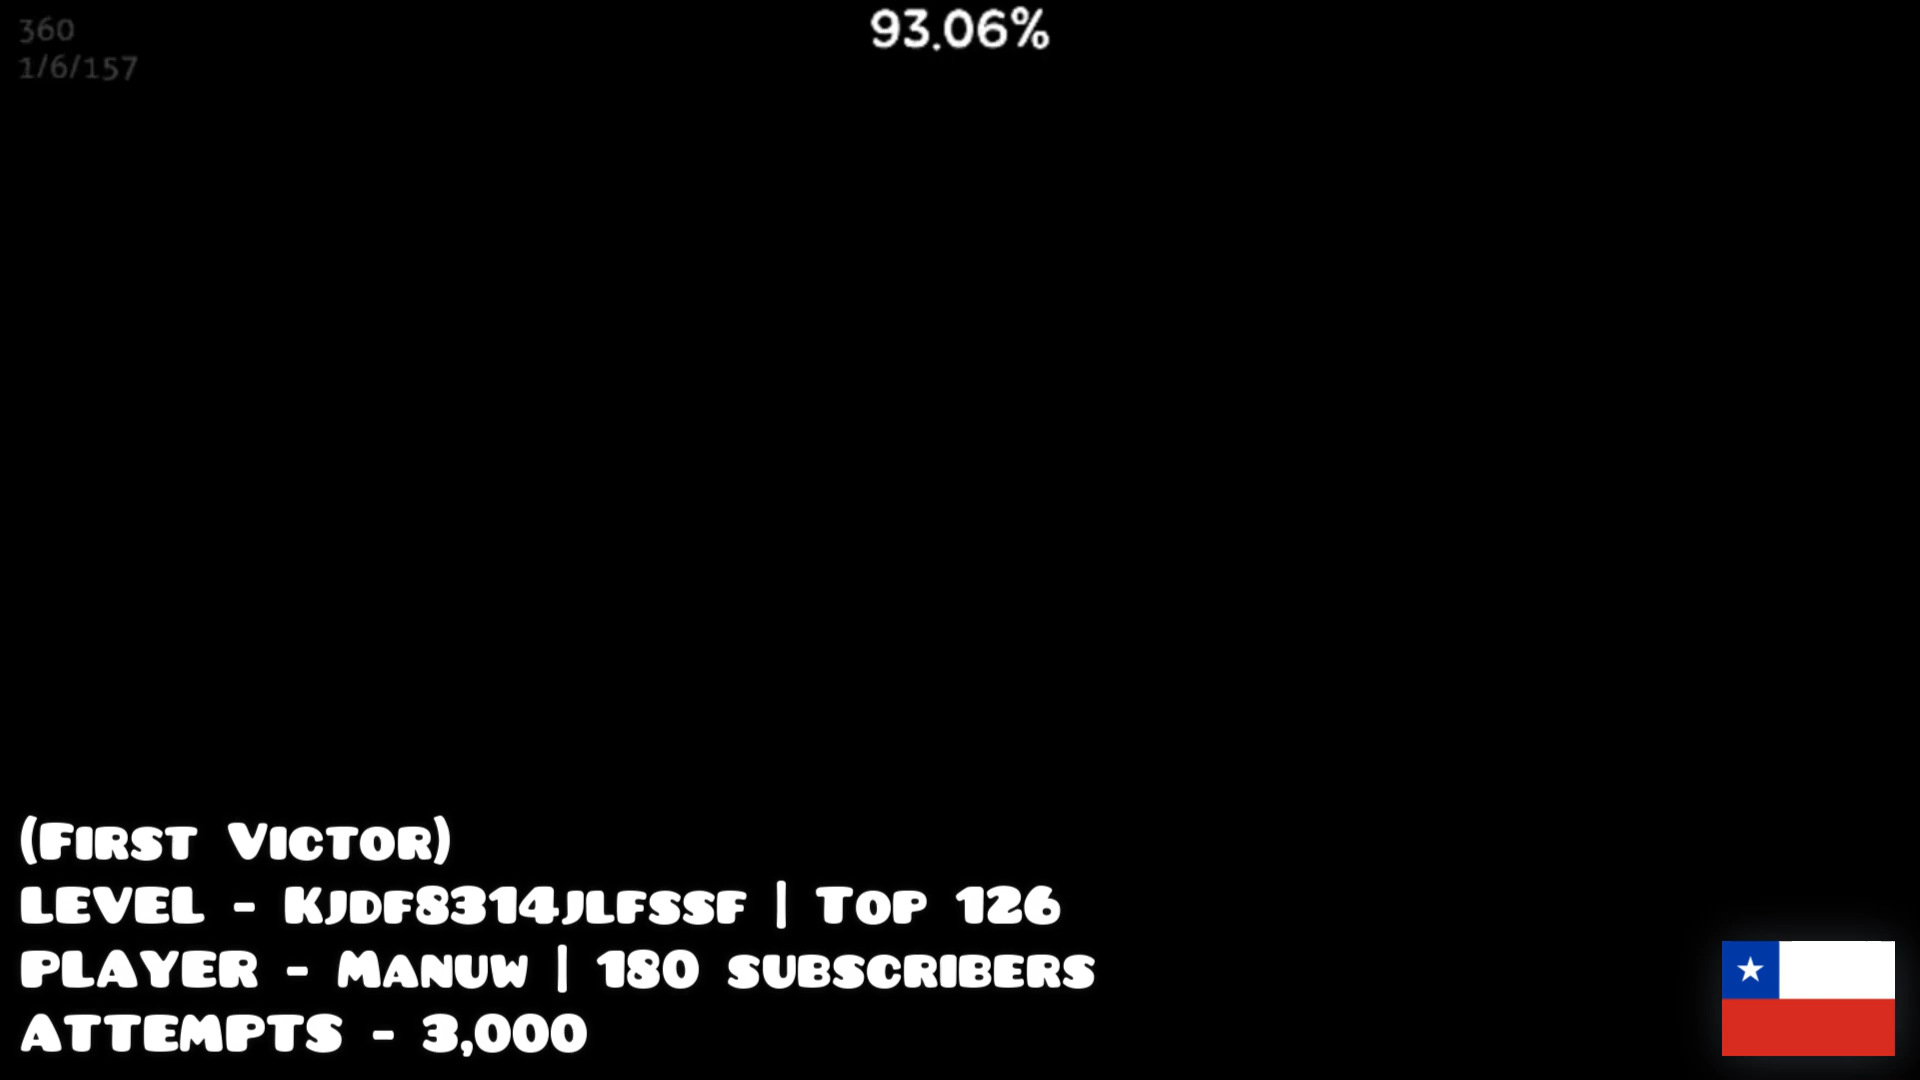 360
1/6/157
93.06%
(First Victor)
LEVEL - Kjdf8314jlfssf | Top 126
PLAYER - Manuw | 180 subscribers
ATTEMPTS - 3,000